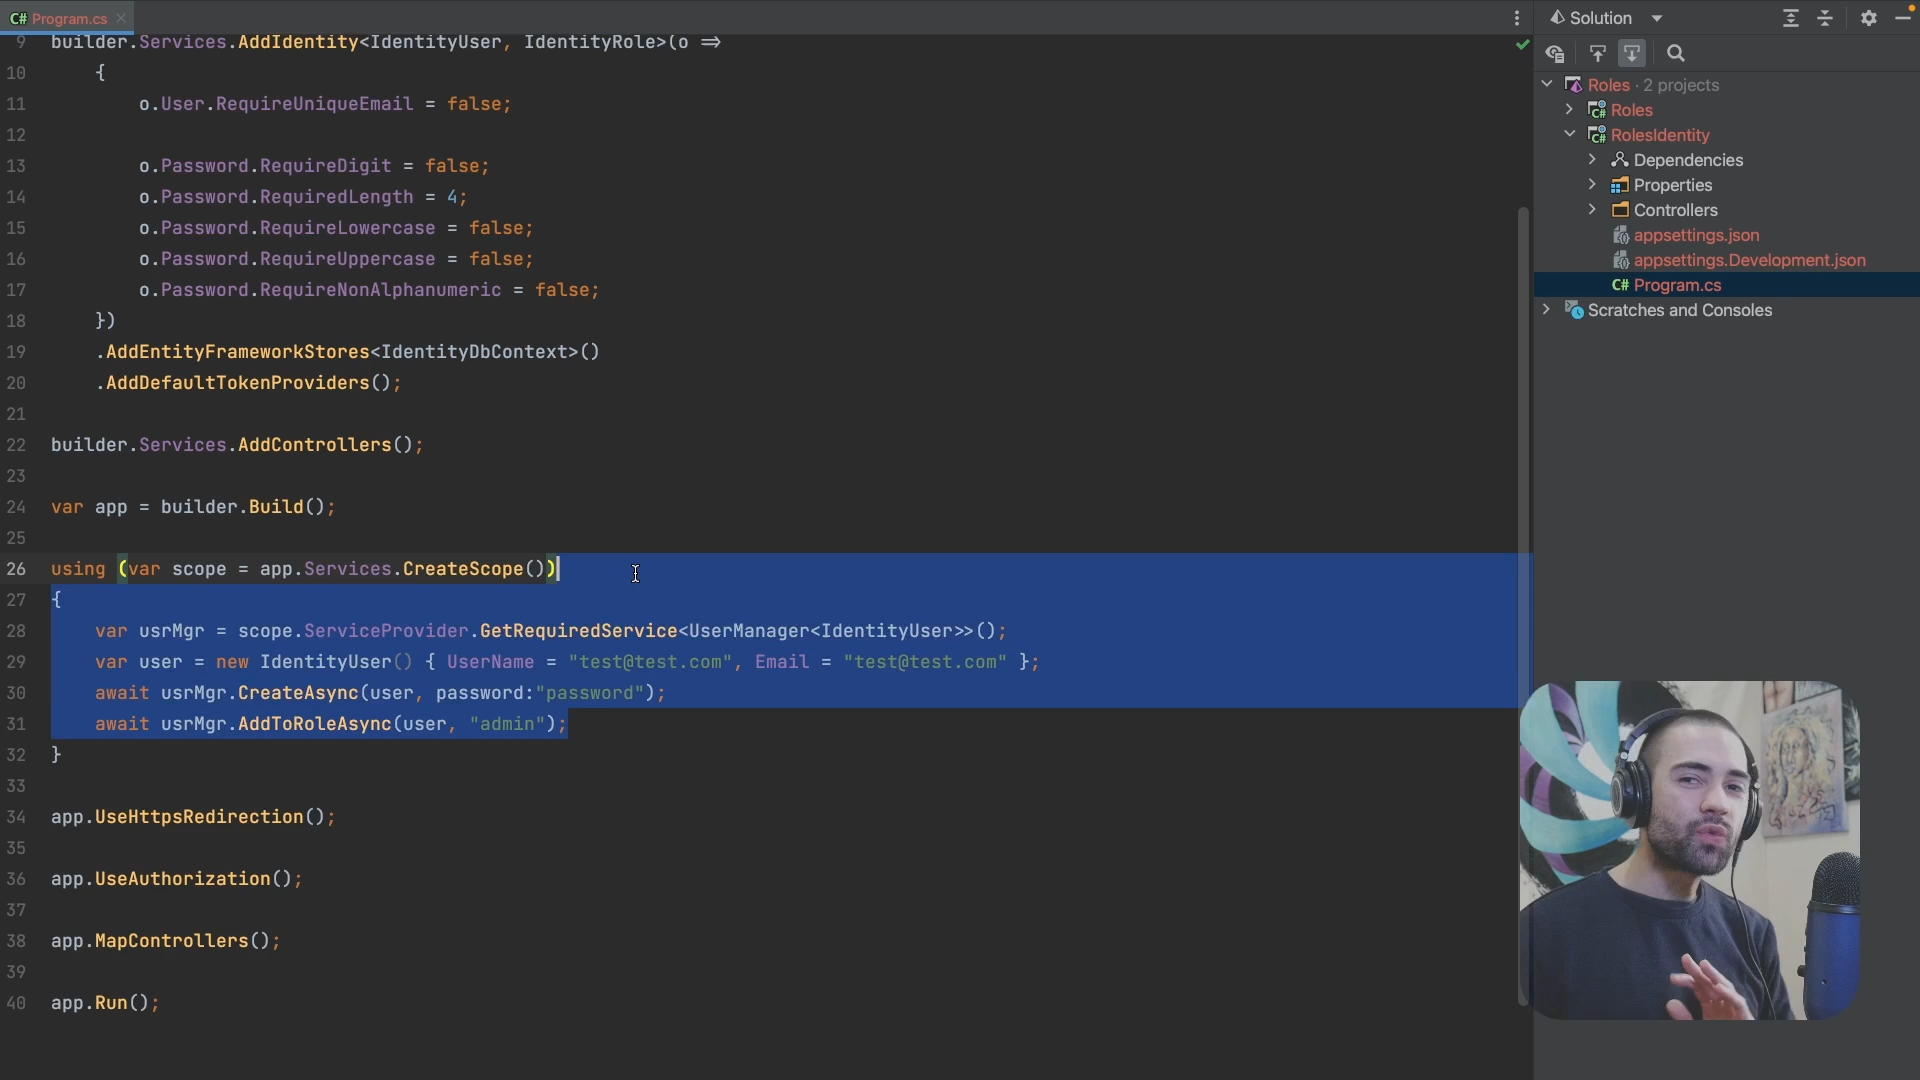 C# Program.cs
Solution
9 builder.Services.AddIdentity<IdentityUser, IdentityRole>(o ⇒
10 {
11 o.User.RequireUniqueEmail = false;
12
13 o.Password.RequireDigit = false;
14 o.Password.RequiredLength = 4;
15 o.Password.RequireLowercase = false;
16 o.Password.RequireUppercase = false;
17 o.Password.RequireNonAlphanumeric = false;
18 })
19 .AddEntityFrameworkStores<IdentityDbContext>()
20 .AddDefaultTokenProviders();
21
22 builder.Services.AddControllers();
23
24 var app = builder.Build();
25
26 using (var scope = app.Services.CreateScope())
27 {
28 var usrMgr = scope.ServiceProvider.GetRequiredService<UserManager<IdentityUser>>();
29 var user = new IdentityUser() { UserName = "test@test.com", Email = "test@test.com" };
30 await usrMgr.CreateAsync(user, password:"password");
31 await usrMgr.AddToRoleAsync(user, "admin");
32 }
33
34 app.UseHttpsRedirection();
35
36 app.UseAuthorization();
37
38 app.MapControllers();
39
40 app.Run();
Roles · 2 projects
C# Roles
C# RolesIdentity
Dependencies
Properties
Controllers
appsettings.json
appsettings.Development.json
C# Program.cs
Scratches and Consoles